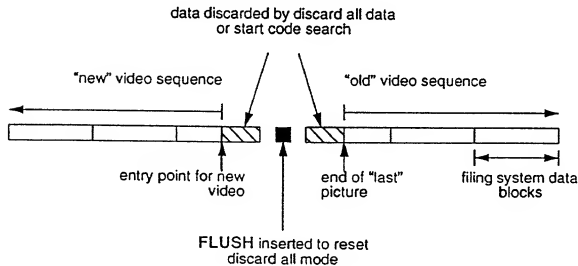 data discarded by discard all data
or start code search
"new" video sequence
"old" video sequence
entry point for new
video
end of "last"
picture
filing system data
blocks
FLUSH inserted to reset
discard all mode